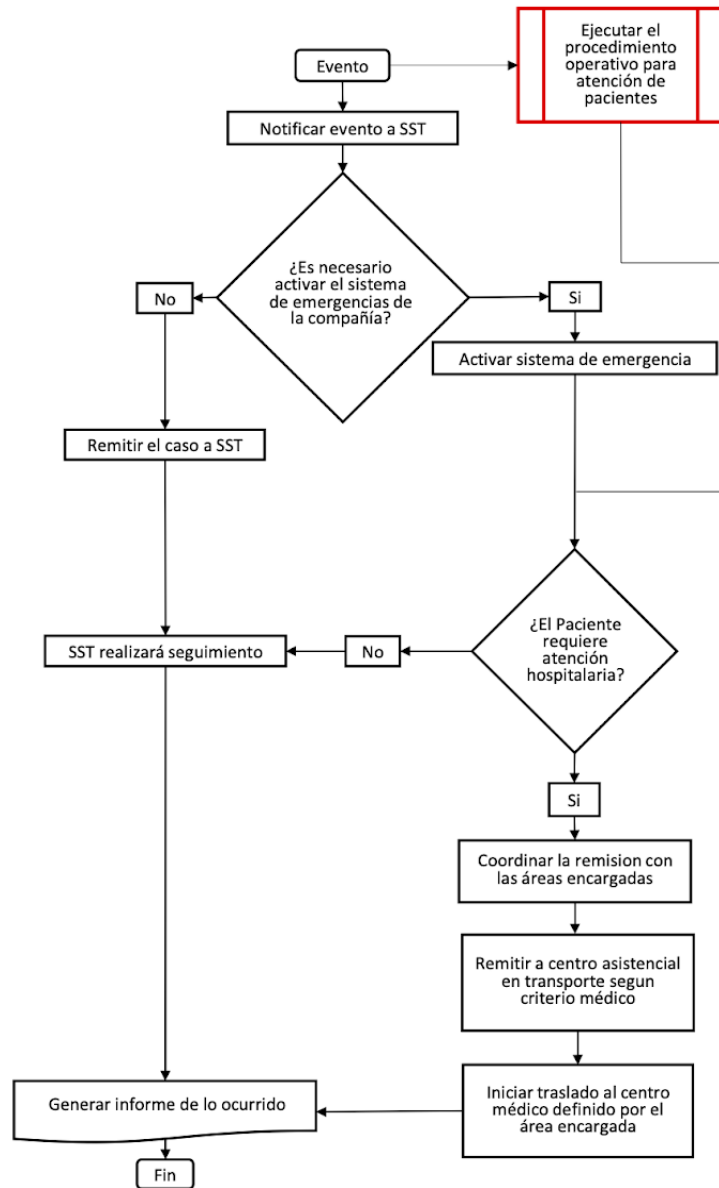 Evento
Ejecutar el
procedimiento
operativo para
atención de
pacientes
Notificar evento a SST
¿Es necesario
activar el sistema
de emergencias de
la compañía?
No
Si
Activar sistema de emergencia
Remitir el caso a SST
¿El Paciente
requiere
atención
hospitalaria?
No
SST realizará seguimiento
Si
Coordinar la remision con
las áreas encargadas
Remitir a centro asistencial
en transporte segun
criterio médico
Iniciar traslado al centro
médico definido por el
área encargada
Generar informe de lo ocurrido
Fin